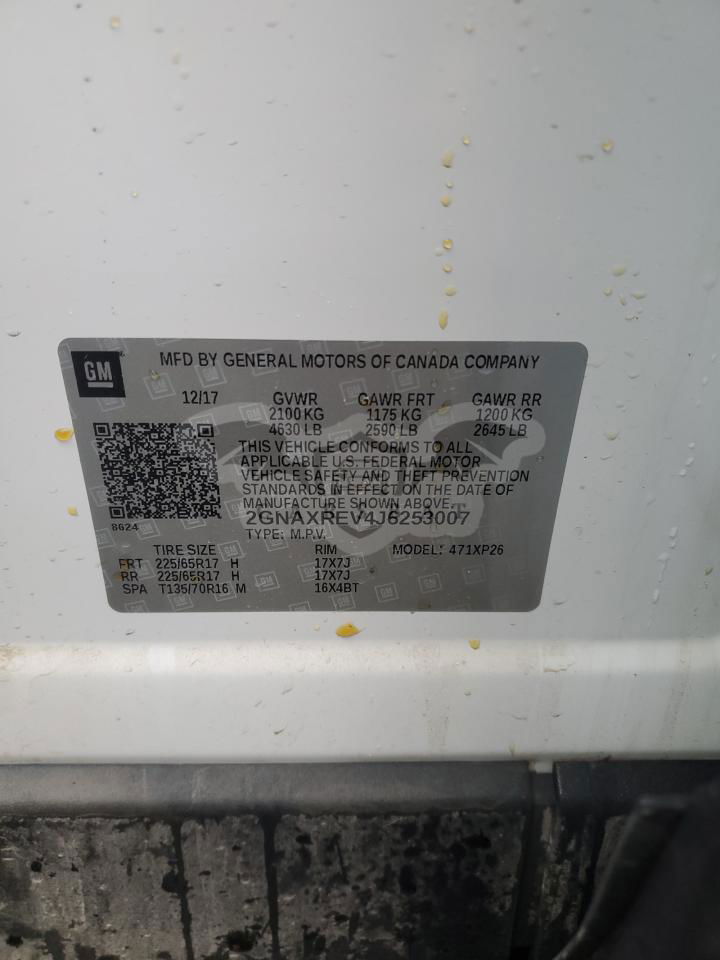 GM
MFD BY GENERAL MOTORS OF CANADA COMPANY
12/17 GVWR GAWR FRT GAWR RR
2100 KG 1175 KG 1200 KG
4630 LB 2590 LB 2645 LB
THIS VEHICLE CONFORMS TO ALL
APPLICABLE U.S. FEDERAL MOTOR
VEHICLE SAFETY AND THEFT PREVENTION
STANDARDS IN EFFECT ON THE DATE OF
MANUFACTURE SHOWN ABOVE.
8624
2GNAXREV4J6253007
TYPE: M.P.V. MODEL: 471XP26
TIRE SIZE RIM
FRT 225/65R17 H 17X7J
RR 225/65R17 H 17X7J
SPA T135/70R16 M 16X4BT